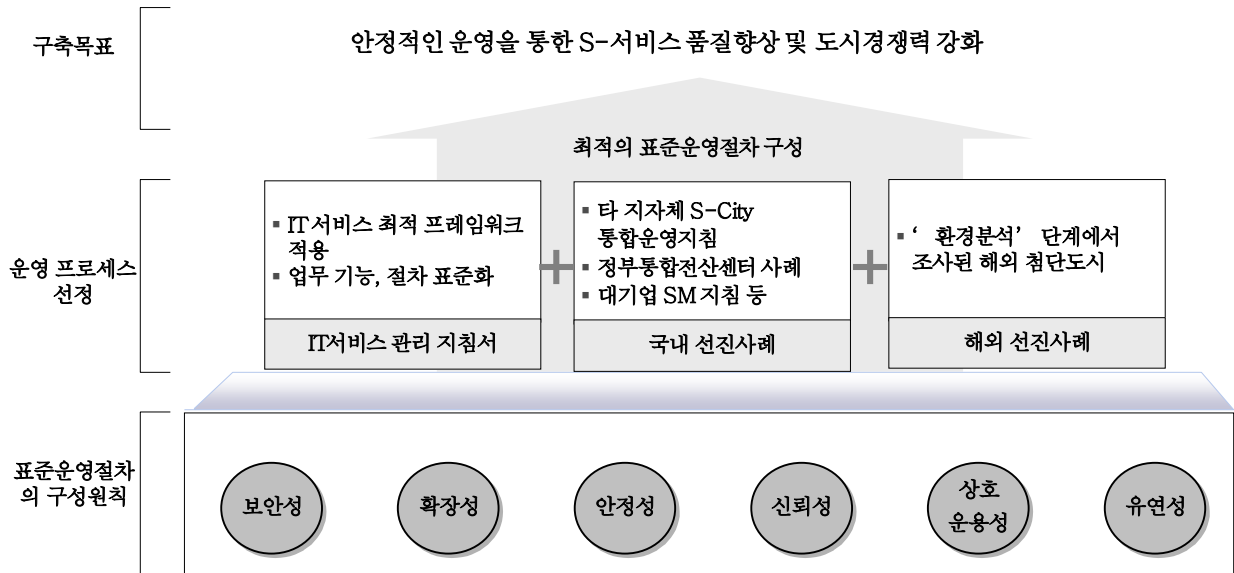 구축목표
안정적인 운영을 통한 S-서비스 품질향상 및 도시경쟁력 강화
최적의 표준운영절차 구성
운영 프로세스
선정
▪ IT 서비스 최적 프레임워크
적용
▪ 업무 기능, 절차 표준화
IT서비스 관리 지침서
+
▪ 타 지자체 S-City
통합운영지침
▪ 정부통합전산센터 사례
▪ 대기업 SM 지침 등
국내 선진사례
+
▪ ‘ 환경분석’ 단계에서
조사된 해외 첨단도시
해외 선진사례
표준운영절차
의 구성원칙
보안성
확장성
안정성
신뢰성
상호
운용성
유연성